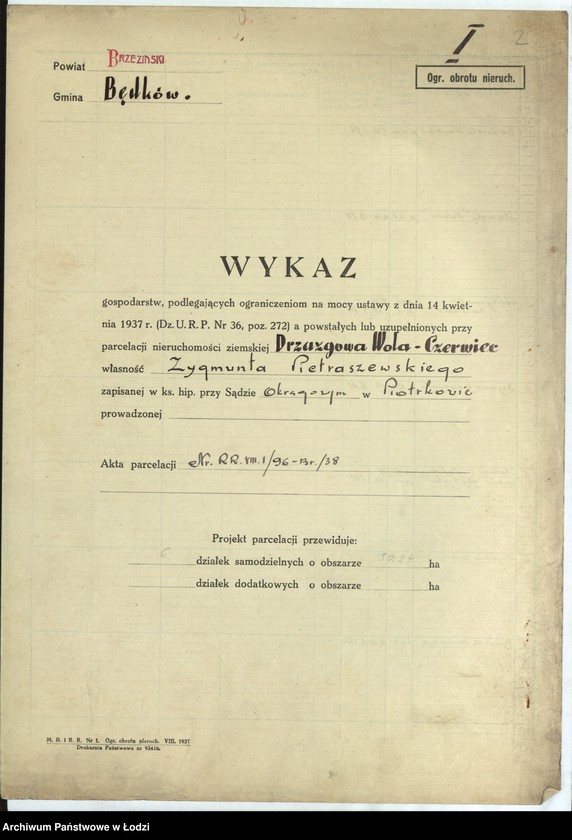 I 2
Powiat BRZEZIŃSKI
Ogr. obrotu nieruch.
Gmina Będków.
WYKAZ
gospodarstw, podlegających ograniczeniom na mocy ustawy z dnia 14 kwiet-
nia 1937 r. (Dz. U. R. P. Nr 36, poz. 272) a powstałych lub uzupełnionych przy
parcelacji nieruchomości ziemskiej Drzazgowa Wola - Czerwiec
własność Zygmunta Pietraszewskiego
zapisanej w ks. hip. przy Sądzie Okręgowym w Piotrkowie
prowadzonej
Akta parcelacji Nr. RR. VIII. 1/96-Br./38
Projekt parcelacji przewiduje:
6 działek samodzielnych o obszarze ha
działek dodatkowych o obszarze ha
M. R. i R. R. Nr 1. Ogr. obrotu nieruch. VIII. 1937
Drukarnia Państwowa nr 93416.
Archiwum Państwowe w Łodzi